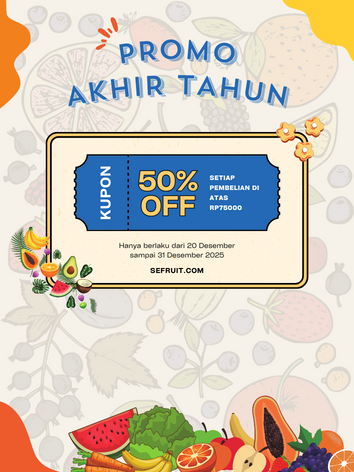 PROMO
AKHIR TAHUN
KUPON
50%
OFF
SETIAP
PEMBELIAN DI
ATAS
RP75000
Hanya berlaku dari 20 Desember
sampai 31 Desember 2025
SEFRUIT.COM